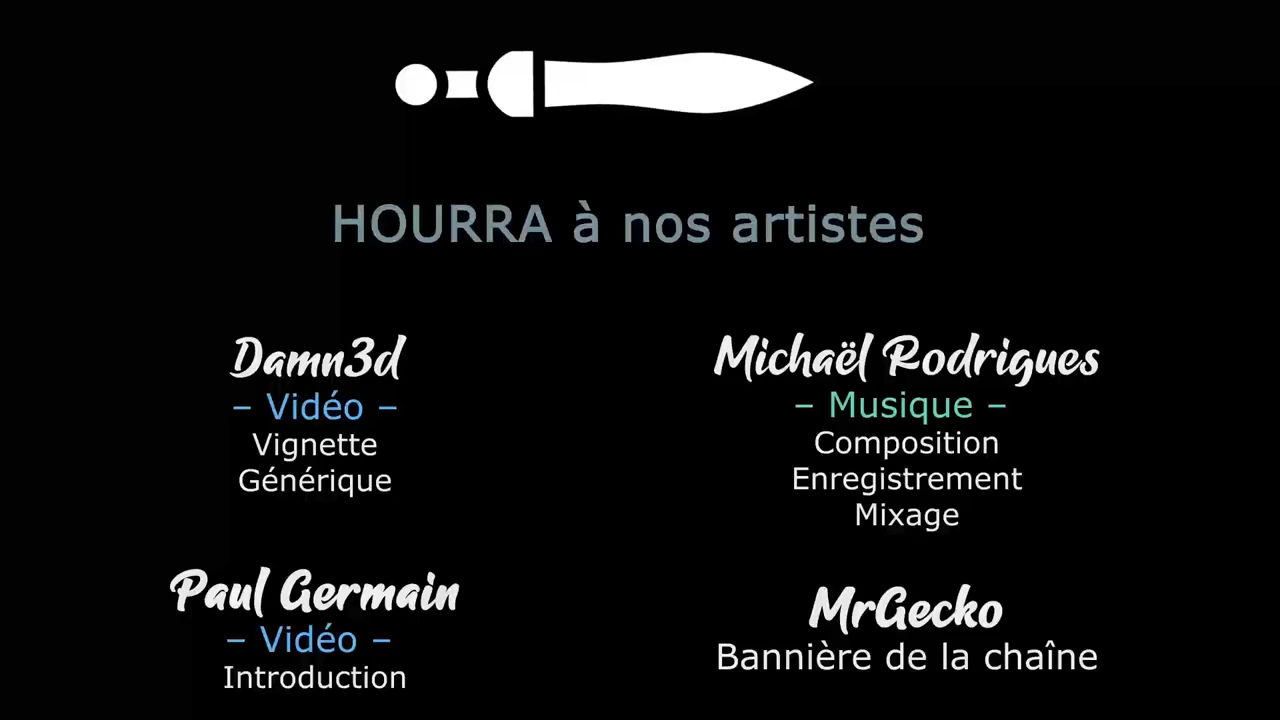 HOURRA à nos artistes
Damn3d
– Vidéo –
Vignette
Générique
Michaël Rodrigues
– Musique –
Composition
Enregistrement
Mixage
Paul Germain
– Vidéo –
Introduction
MrGecko
Bannière de la chaîne